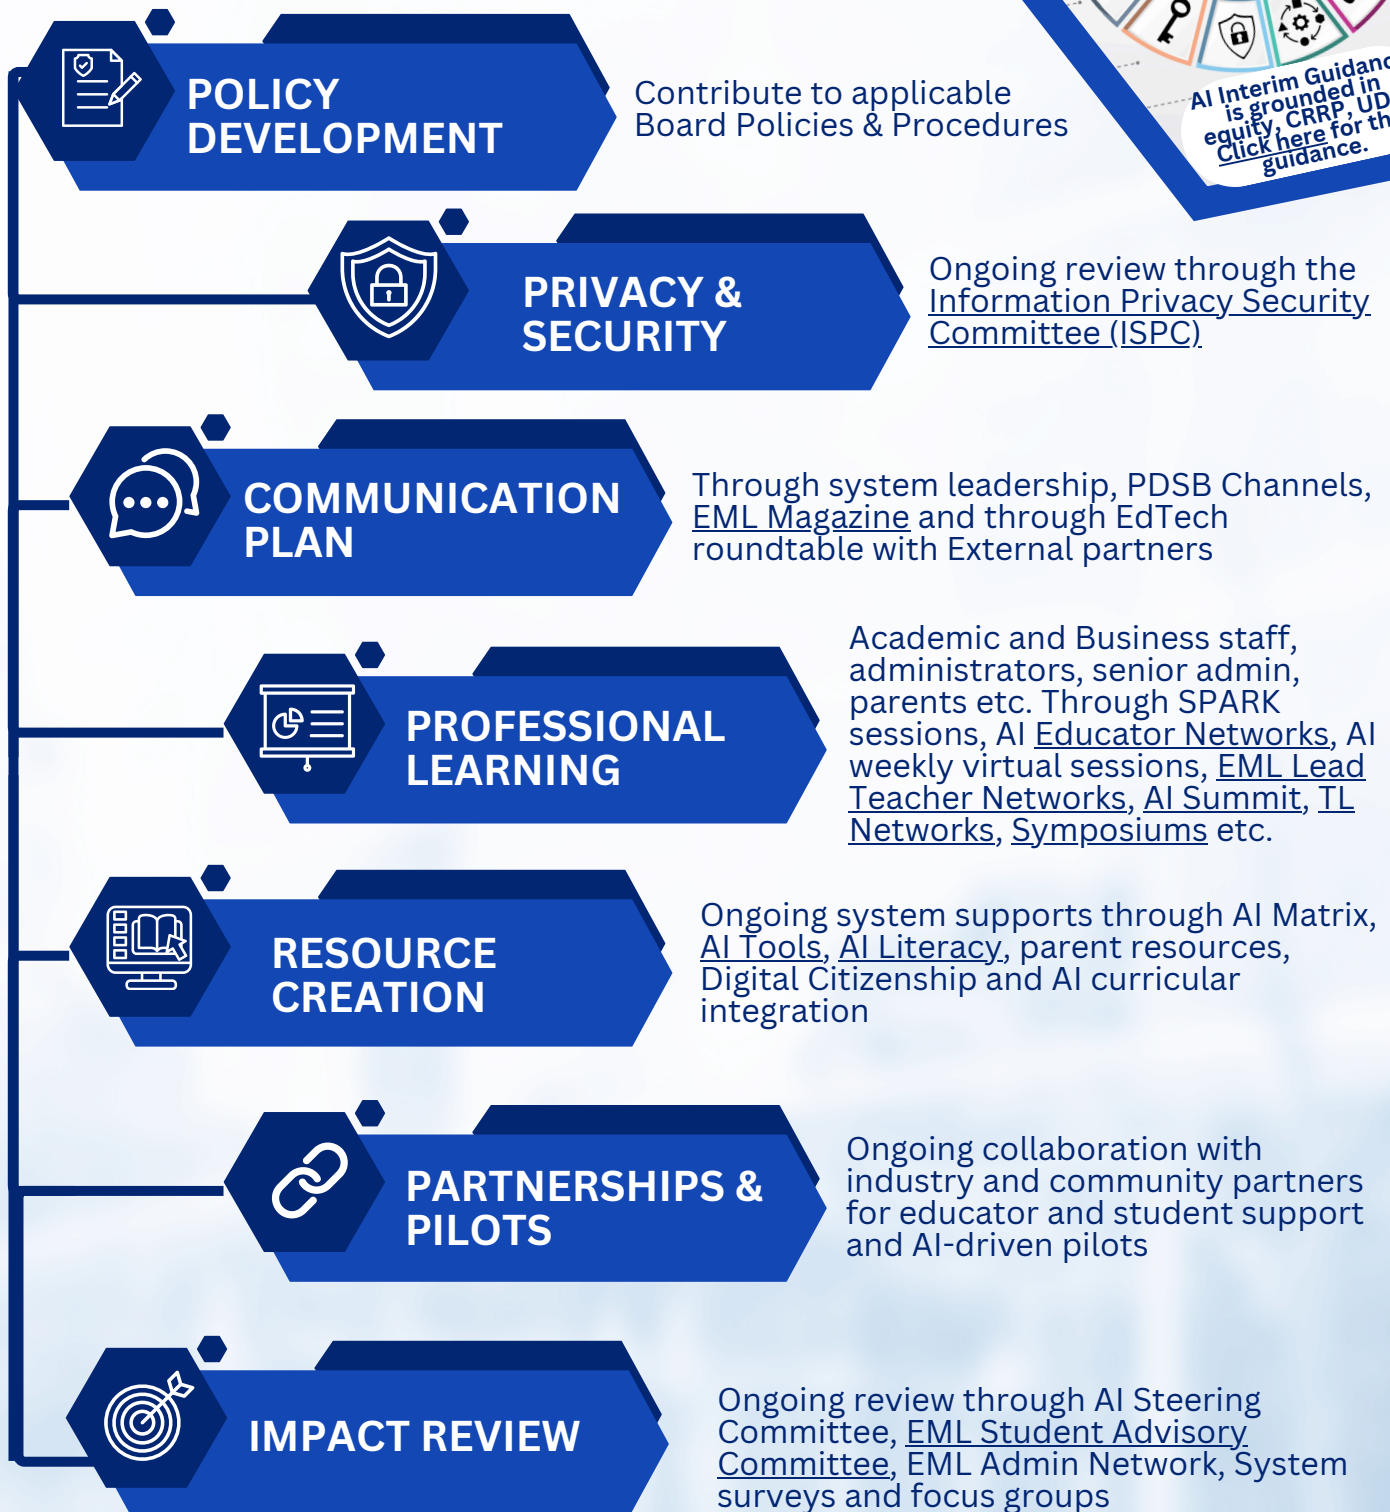 POLICY
DEVELOPMENT
Contribute to applicable
Board Policies & Procedures
AI Interim
is grounded in
equity, CRRP,
Click here for
guidance.
PRIVACY &
SECURITY
Ongoing review through the
Information Privacy Security
Committee (ISPC)
COMMUNICATION
PLAN
Through system leadership, PDSB Channels,
EML Magazine and through EdTech
roundtable with External partners
PROFESSIONAL
LEARNING
Academic and Business staff,
administrators, senior admin,
parents etc. Through SPARK
sessions, AI Educator Networks, AI
weekly virtual sessions, EML Lead
Teacher Networks, AI Summit, TL
Networks, Symposiums etc.
RESOURCE
CREATION
Ongoing system supports through AI Matrix,
AI Tools, AI Literacy, parent resources,
Digital Citizenship and AI curricular
integration
PARTNERSHIPS &
PILOTS
Ongoing collaboration with
industry and community partners
for educator and student support
and AI-driven pilots
IMPACT REVIEW
Ongoing review through AI Steering
Committee, EML Student Advisory
Committee, EML Admin Network, System
surveys and focus groups